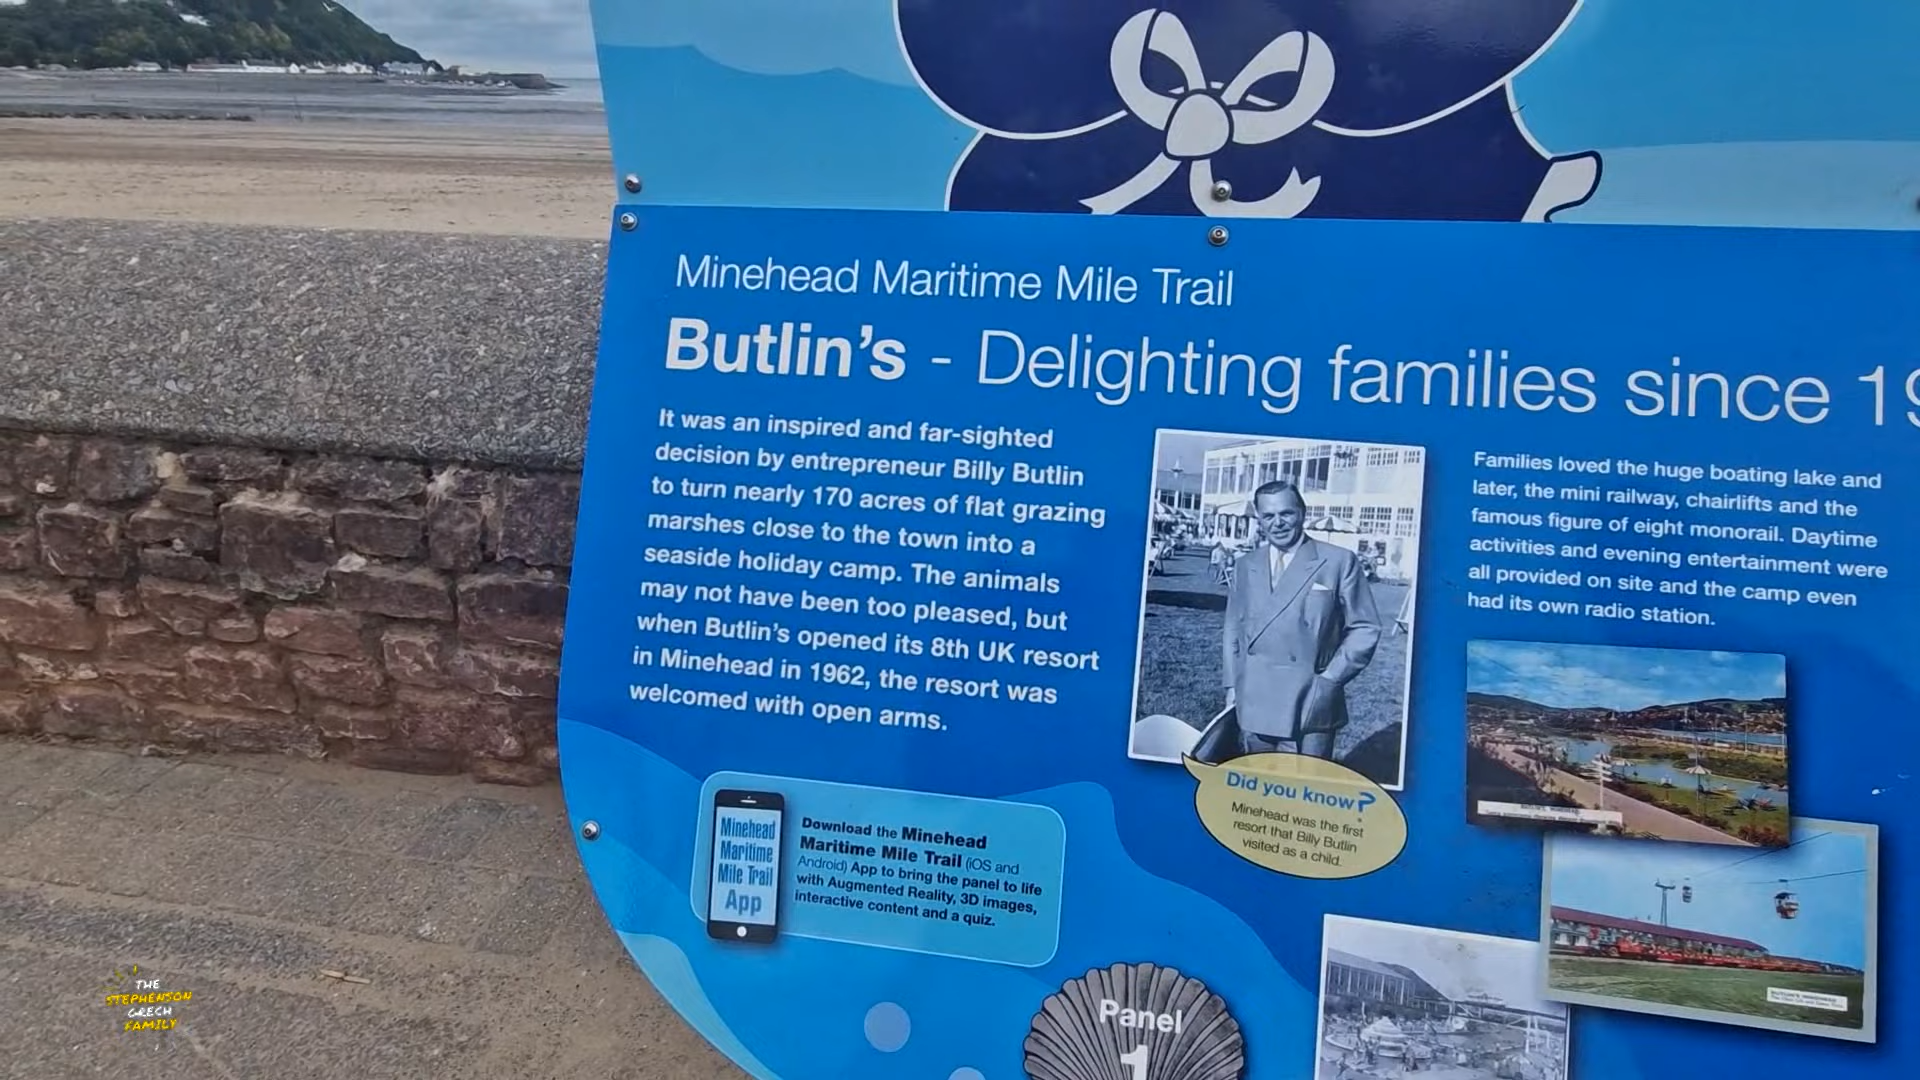 Minehead Maritime Mile Trail
Butlin's - Delighting families since 19
It was an inspired and far-sighted
decision by entrepreneur Billy Butlin
to turn nearly 170 acres of flat grazing
marshes close to the town into a
seaside holiday camp. The animals
may not have been too pleased, but
when Butlin's opened its 8th UK resort
in Minehead in 1962, the resort was
welcomed with open arms.
Families loved the huge boating lake and
later, the mini railway, chairlifts and the
famous figure of eight monorail. Daytime
activities and evening entertainment were
all provided on site and the camp even
had its own radio station.
Did you know?
Minehead was the first
resort that Billy Butlin
visited as a child.
Minehead
Maritime
Mile Trail
App
Download the Minehead
Maritime Mile Trail (iOS and
Android) App to bring the panel to life
with Augmented Reality, 3D images,
interactive content and a quiz.
Panel
1
BUTLIN'S MINEHEAD
THE
STEPHENSON
GRECH
FAMILY